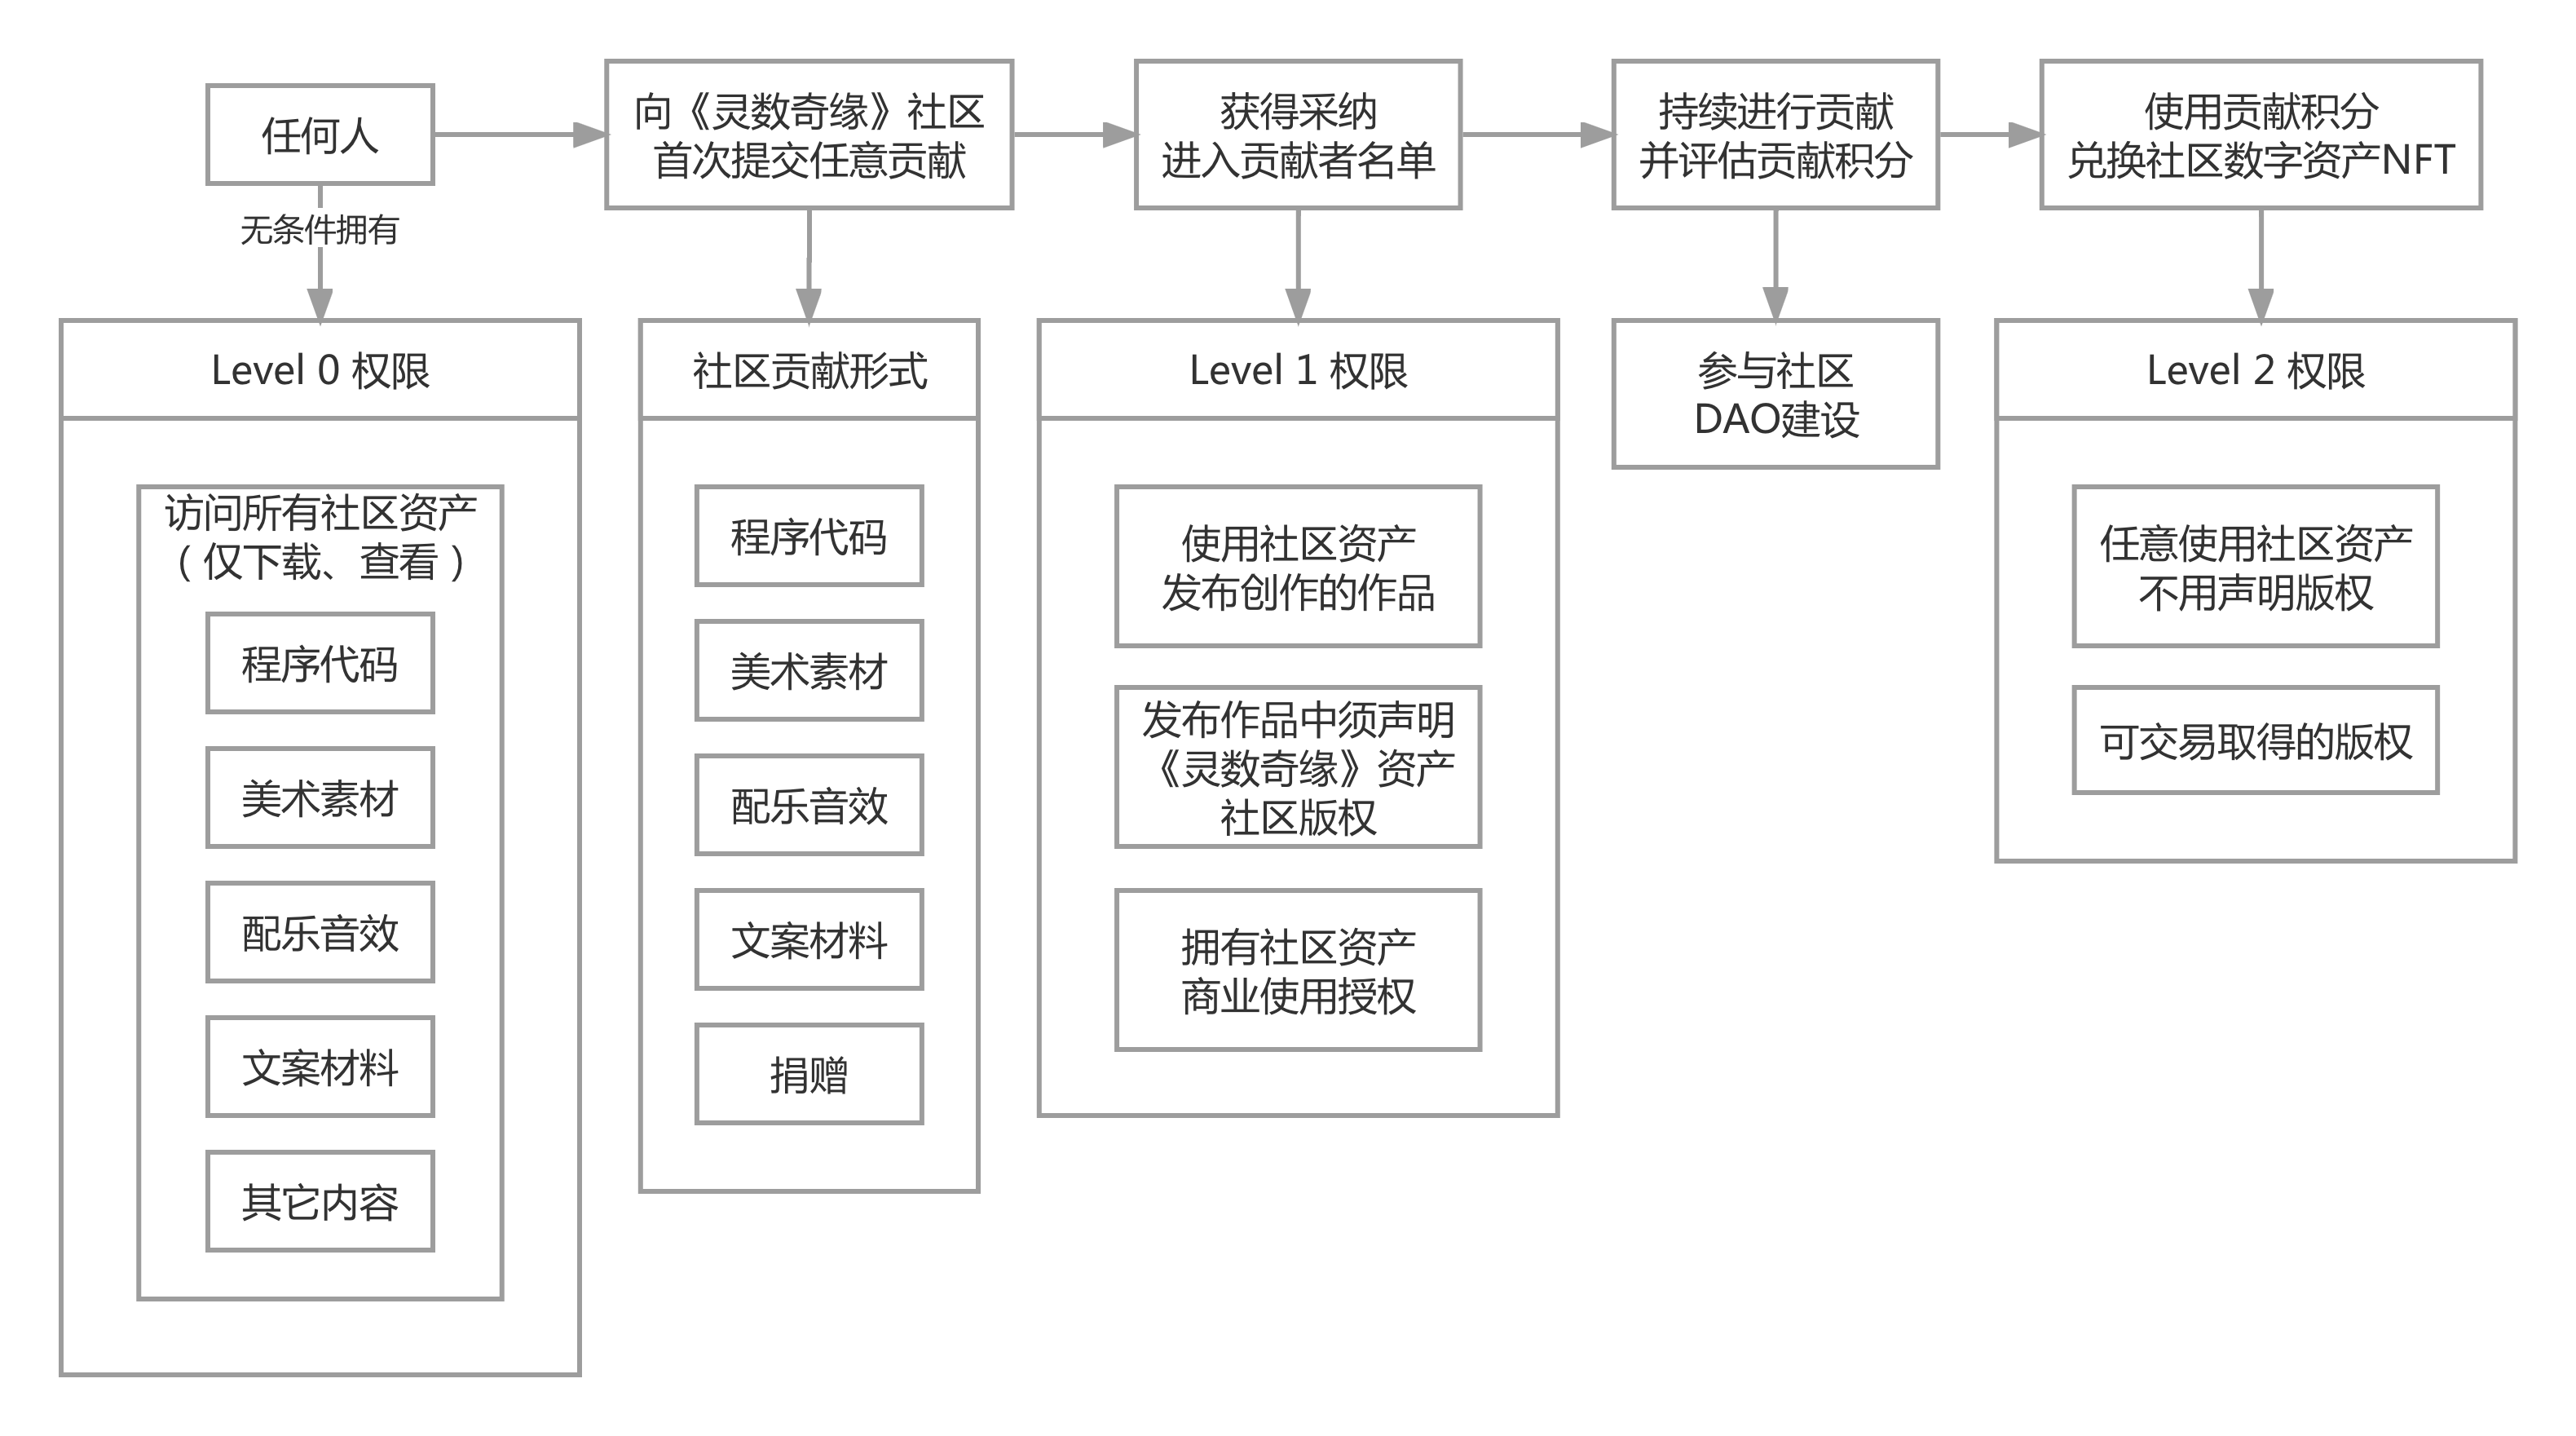 任何人
向《灵数奇缘》社区
首次提交任意贡献
获得采纳
进入贡献者名单
持续进行贡献
并评估贡献积分
使用贡献积分
兑换社区数字资产NFT
无条件拥有
Level 0 权限
访问所有社区资产
（仅下载、查看）
程序代码
美术素材
配乐音效
文案材料
其它内容
社区贡献形式
程序代码
美术素材
配乐音效
文案材料
捐赠
Level 1 权限
使用社区资产
发布创作的作品
发布作品中须声明
《灵数奇缘》资产
社区版权
拥有社区资产
商业使用授权
参与社区
DAO建设
Level 2 权限
任意使用社区资产
不用声明版权
可交易取得的版权